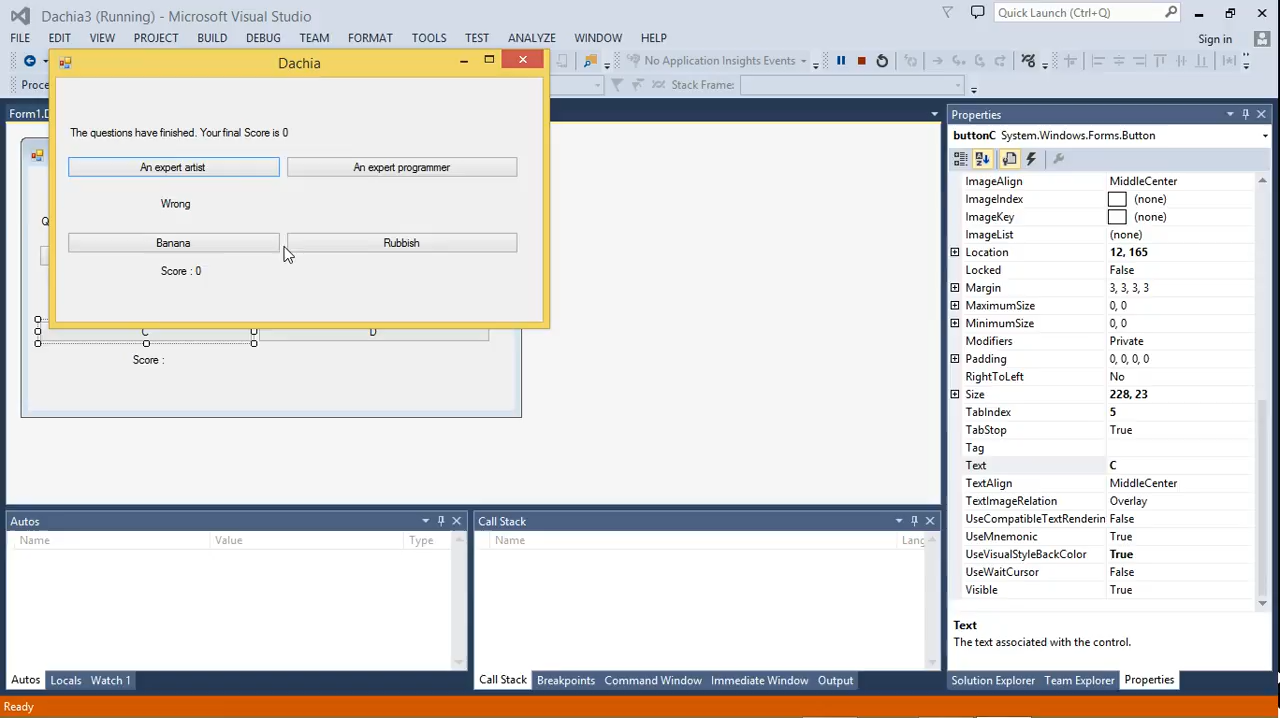 Dachia3 (Running) - Microsoft Visual Studio
Quick Launch (Ctrl+Q)
FILE EDIT VIEW PROJECT BUILD DEBUG TEAM FORMAT TOOLS TEST ANALYZE WINDOW HELP
Sign in
No Application Insights Events
Proce
Stack Frame:
Dachia
Form1.D
The questions have finished. Your final Score is 0
An expert artist
An expert programmer
Wrong
Banana
Rubbish
Score : 0
Q
C
D
Score :
Properties
buttonC System.Windows.Forms.Button
ImageAlign MiddleCenter
ImageIndex (none)
ImageKey (none)
ImageList (none)
Location 12, 165
Locked False
Margin 3, 3, 3, 3
MaximumSize 0, 0
MinimumSize 0, 0
Modifiers Private
Padding 0, 0, 0, 0
RightToLeft No
Size 228, 23
TabIndex 5
TabStop True
Tag
Text C
TextAlign MiddleCenter
TextImageRelation Overlay
UseCompatibleTextRenderin False
UseMnemonic True
UseVisualStyleBackColor True
UseWaitCursor False
Visible True
Text
The text associated with the control.
Autos
Name Value Type
Call Stack
Name Lang
Autos Locals Watch 1
Call Stack Breakpoints Command Window Immediate Window Output
Solution Explorer Team Explorer Properties
Ready